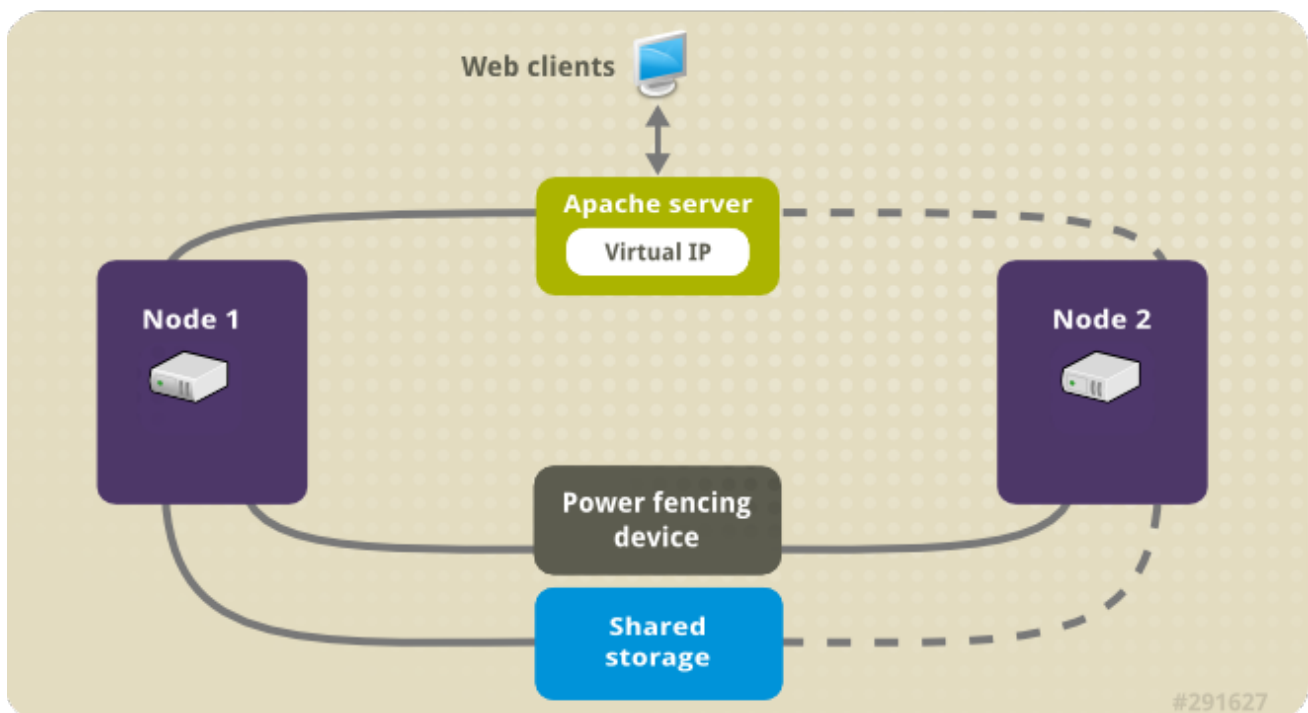 Web clients
Apache server
Virtual IP
Node 1
Node 2
Power fencing
device
Shared
storage
#291627